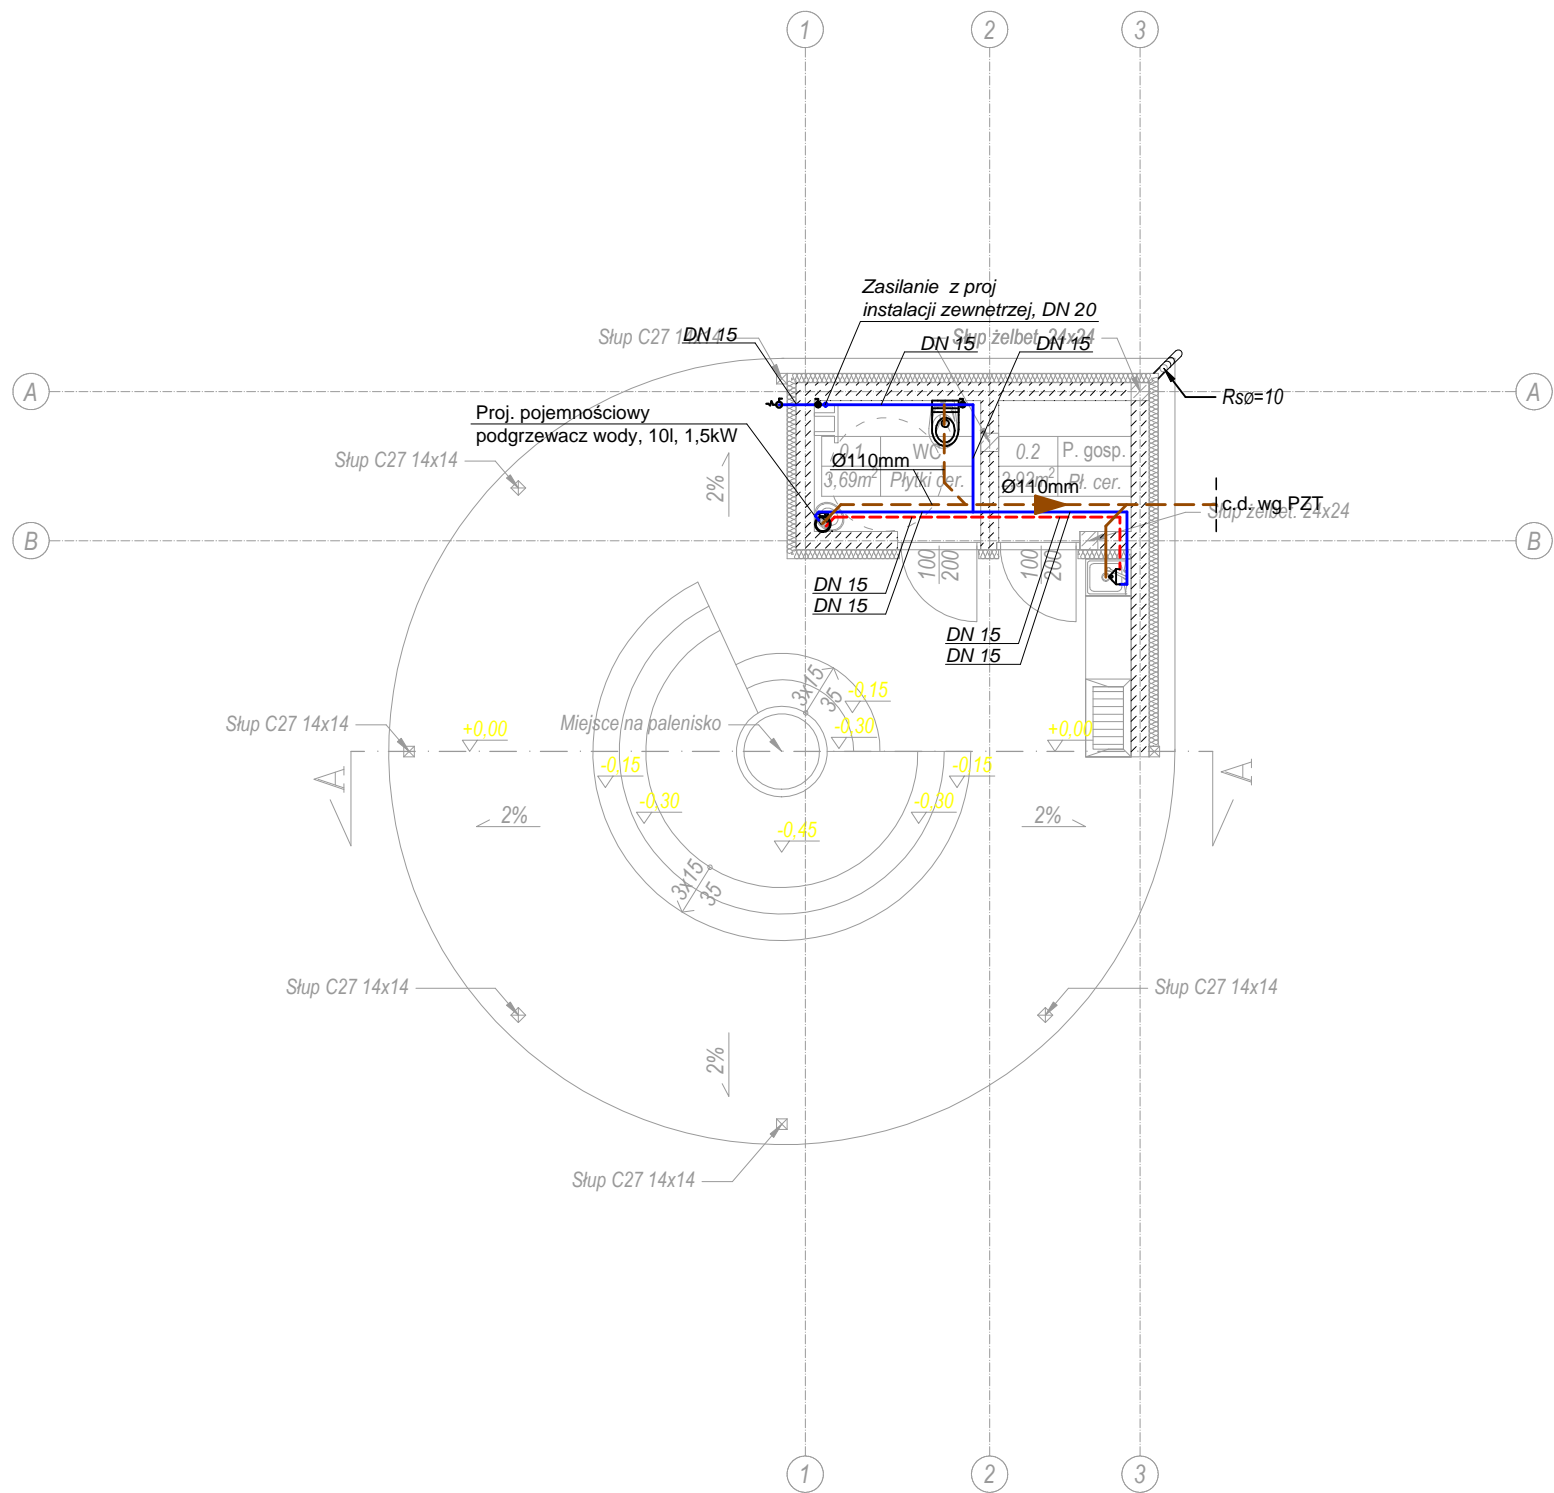 1
2
3
Zasilanie z proj
instalacji zewnetrzej, DN 20
Słup C27 14x14
DN 15
DN 15
Słup żelbet. 24x24
DN 15
A
A
Rsø=10
Proj. pojemnościowy
podgrzewacz wody, 10l, 1,5kW
Słup C27 14x14
2%
0.1
WC
3,69m²
Płytki cer.
0.2
P. gosp.
2,92m²
Pł. cer.
Ø110mm
Ø110mm
c.d. wg PZT
Słup żelbet. 24x24
B
B
100
200
100
200
DN 15
DN 15
DN 15
DN 15
3x15
35
-0,15
-0,30
Słup C27 14x14
+0,00
Miejsce na palenisko
+0,00
A
A
-0,15
-0,15
-0,30
-0,30
2%
-0,45
2%
3x15
35
Słup C27 14x14
Słup C27 14x14
2%
Słup C27 14x14
1
2
3